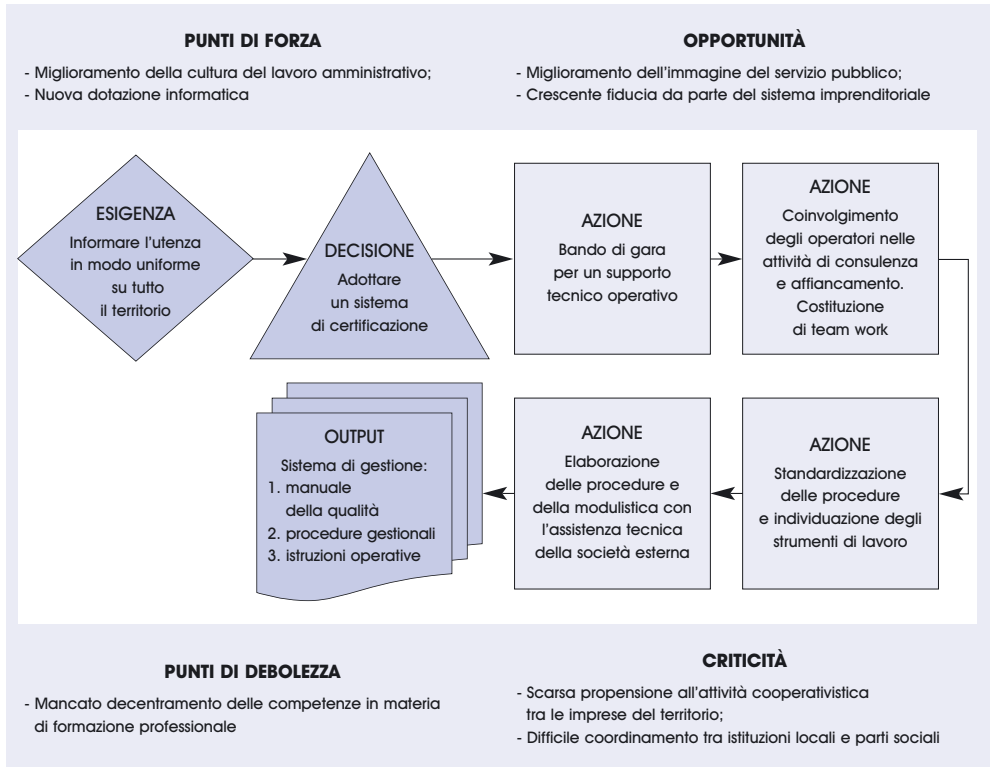 PUNTI DI FORZA
- Miglioramento della cultura del lavoro amministrativo;
- Nuova dotazione informatica
OPPORTUNITÀ
- Miglioramento dell'immagine del servizio pubblico;
- Crescente fiducia da parte del sistema imprenditoriale
ESIGENZA
Informare l'utenza
in modo uniforme
su tutto
il territorio
DECISIONE
Adottare
un sistema
di certificazione
AZIONE
Bando di gara
per un supporto
tecnico operativo
AZIONE
Coinvolgimento
degli operatori nelle
attività di consulenza
e affiancamento.
Costituzione
di team work
AZIONE
Standardizzazione
delle procedure
e individuazione degli
strumenti di lavoro
AZIONE
Elaborazione
delle procedure e
della modulistica con
l'assistenza tecnica
della società esterna
OUTPUT
Sistema di gestione:
1. manuale
della qualità
2. procedure gestionali
3. istruzioni operative
PUNTI DI DEBOLEZZA
- Mancato decentramento delle competenze in materia
di formazione professionale
CRITICITÀ
- Scarsa propensione all'attività cooperativistica
tra le imprese del territorio;
- Difficile coordinamento tra istituzioni locali e parti sociali